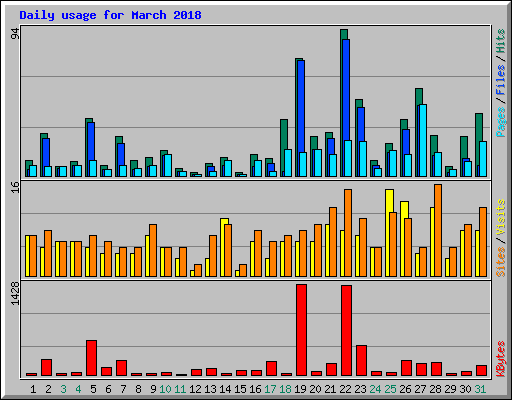 Daily usage for March 2018
94
Pages / Files / Hits
16
Sites / Visits
1428
KBytes
1 2 3 4 5 6 7 8 9 10 11 12 13 14 15 16 17 18 19 20 21 22 23 24 25 26 27 28 29 30 31